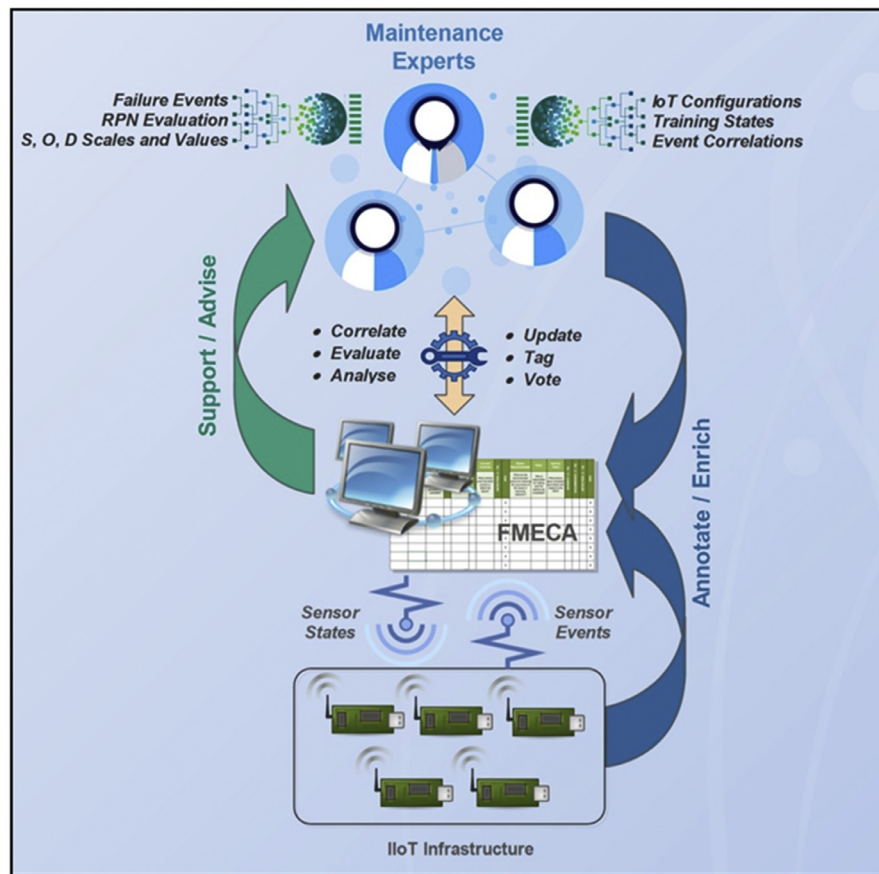 Maintenance
Experts
Failure Events
RPN Evaluation
S, O, D Scales and Values
IoT Configurations
Training States
Event Correlations
Support / Advise
• Correlate
• Evaluate
• Analyse
• Update
• Tag
• Vote
Annotate / Enrich
FMECA
Sensor
States
Sensor
Events
IIoT Infrastructure